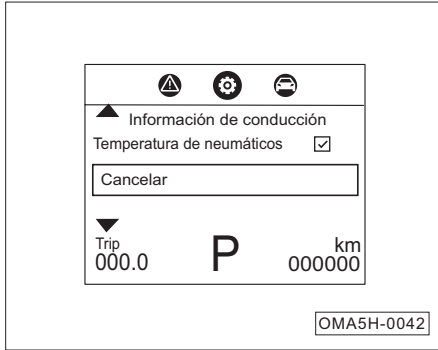 Información de conducción
Temperatura de neumáticos
Cancelar
Trip
000.0
P
km
000000
OMA5H-0042